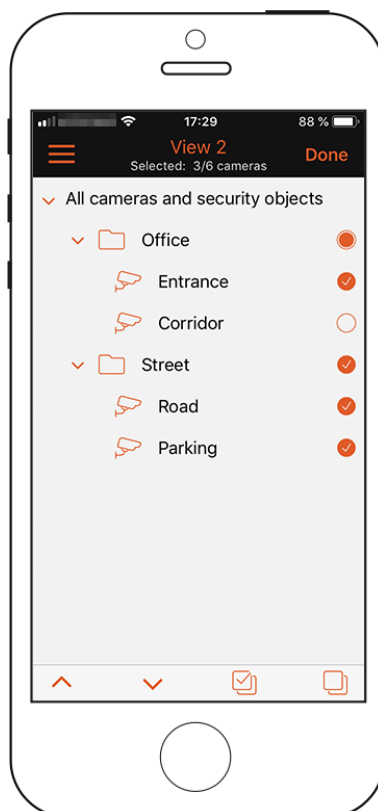 17:29
88 %
View 2
Done
Selected: 3/6 cameras
All cameras and security objects
Office
Entrance
Corridor
Street
Road
Parking